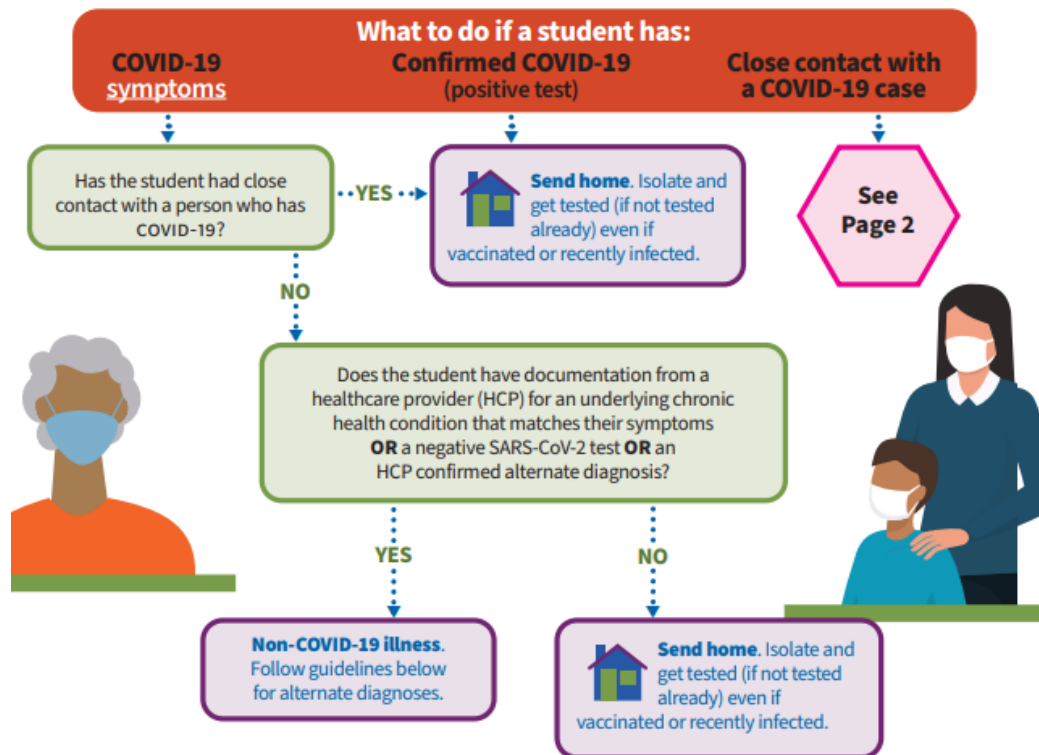 What to do if a student has:
COVID-19
symptoms
Confirmed COVID-19
(positive test)
Close contact with
a COVID-19 case
Has the student had close
contact with a person who has
COVID-19?
YES
Send home. Isolate and
get tested (if not tested
already) even if
vaccinated or recently infected.
See
Page 2
NO
Does the student have documentation from a
healthcare provider (HCP) for an underlying chronic
health condition that matches their symptoms
OR a negative SARS-CoV-2 test OR an
HCP confirmed alternate diagnosis?
YES
NO
Non-COVID-19 illness.
Follow guidelines below
for alternate diagnoses.
Send home. Isolate and
get tested (if not tested
already) even if
vaccinated or recently infected.